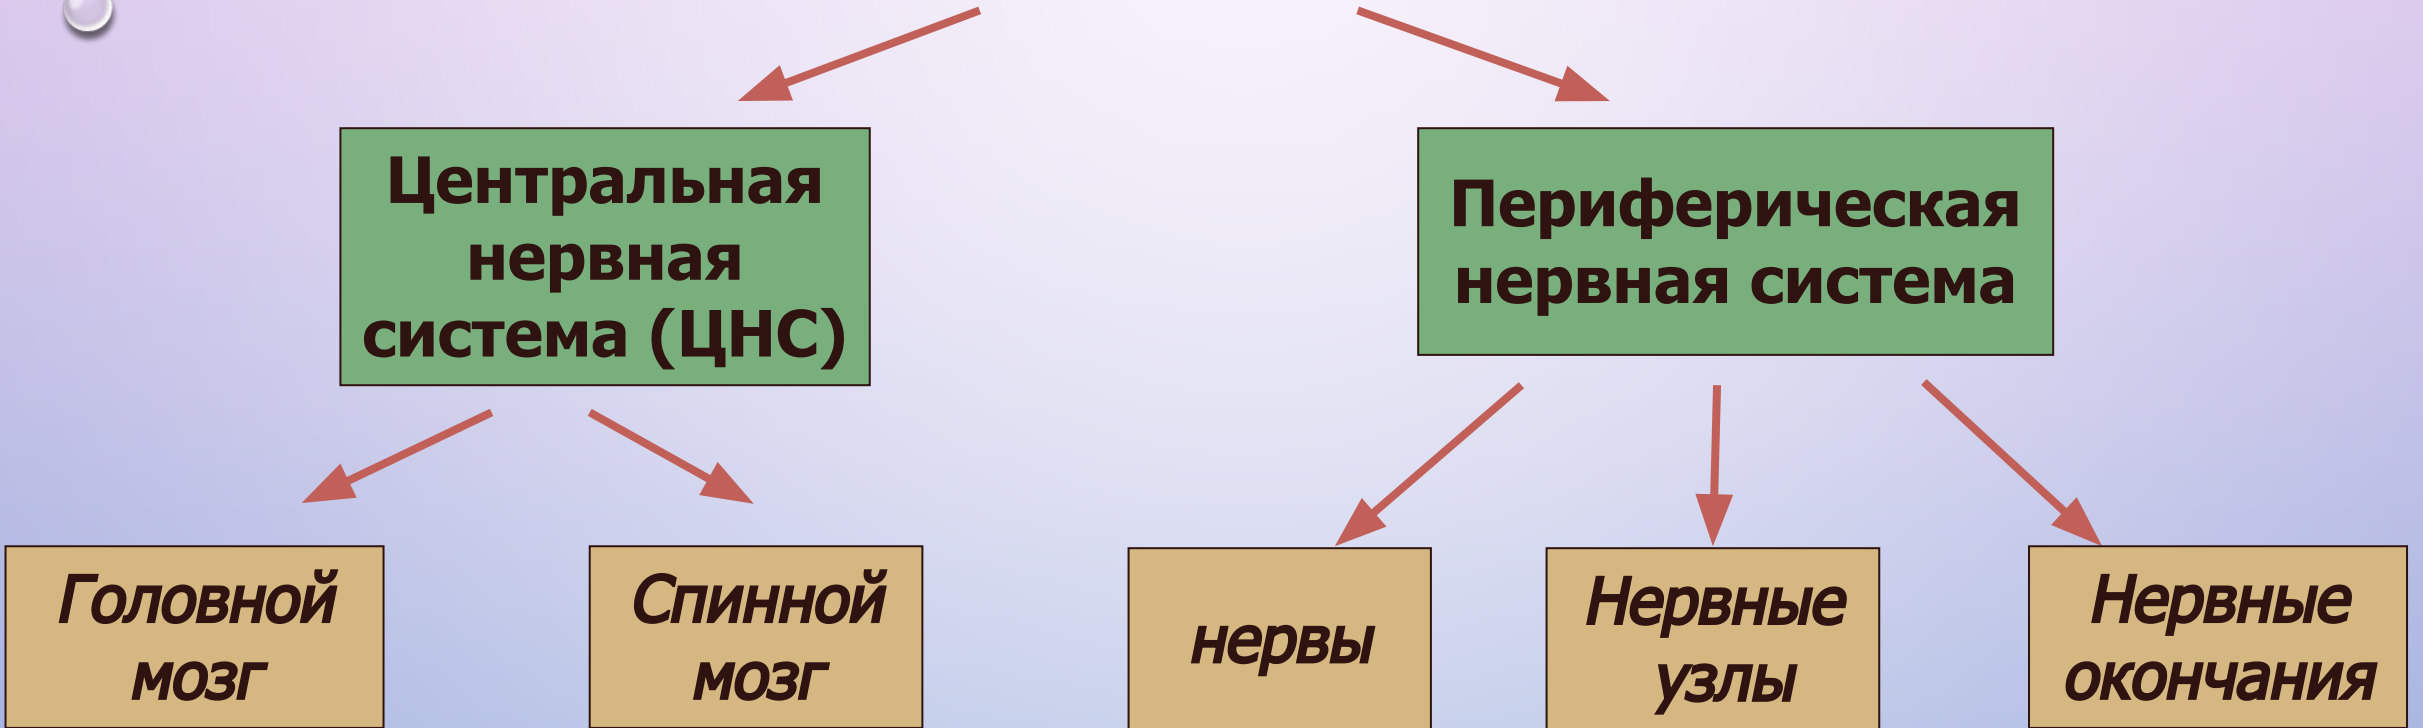 Центральная
нервная
система (ЦНС)
Периферическая
нервная система
Головной
мозг
Спинной
мозг
нервы
Нервные
узлы
Нервные
окончания